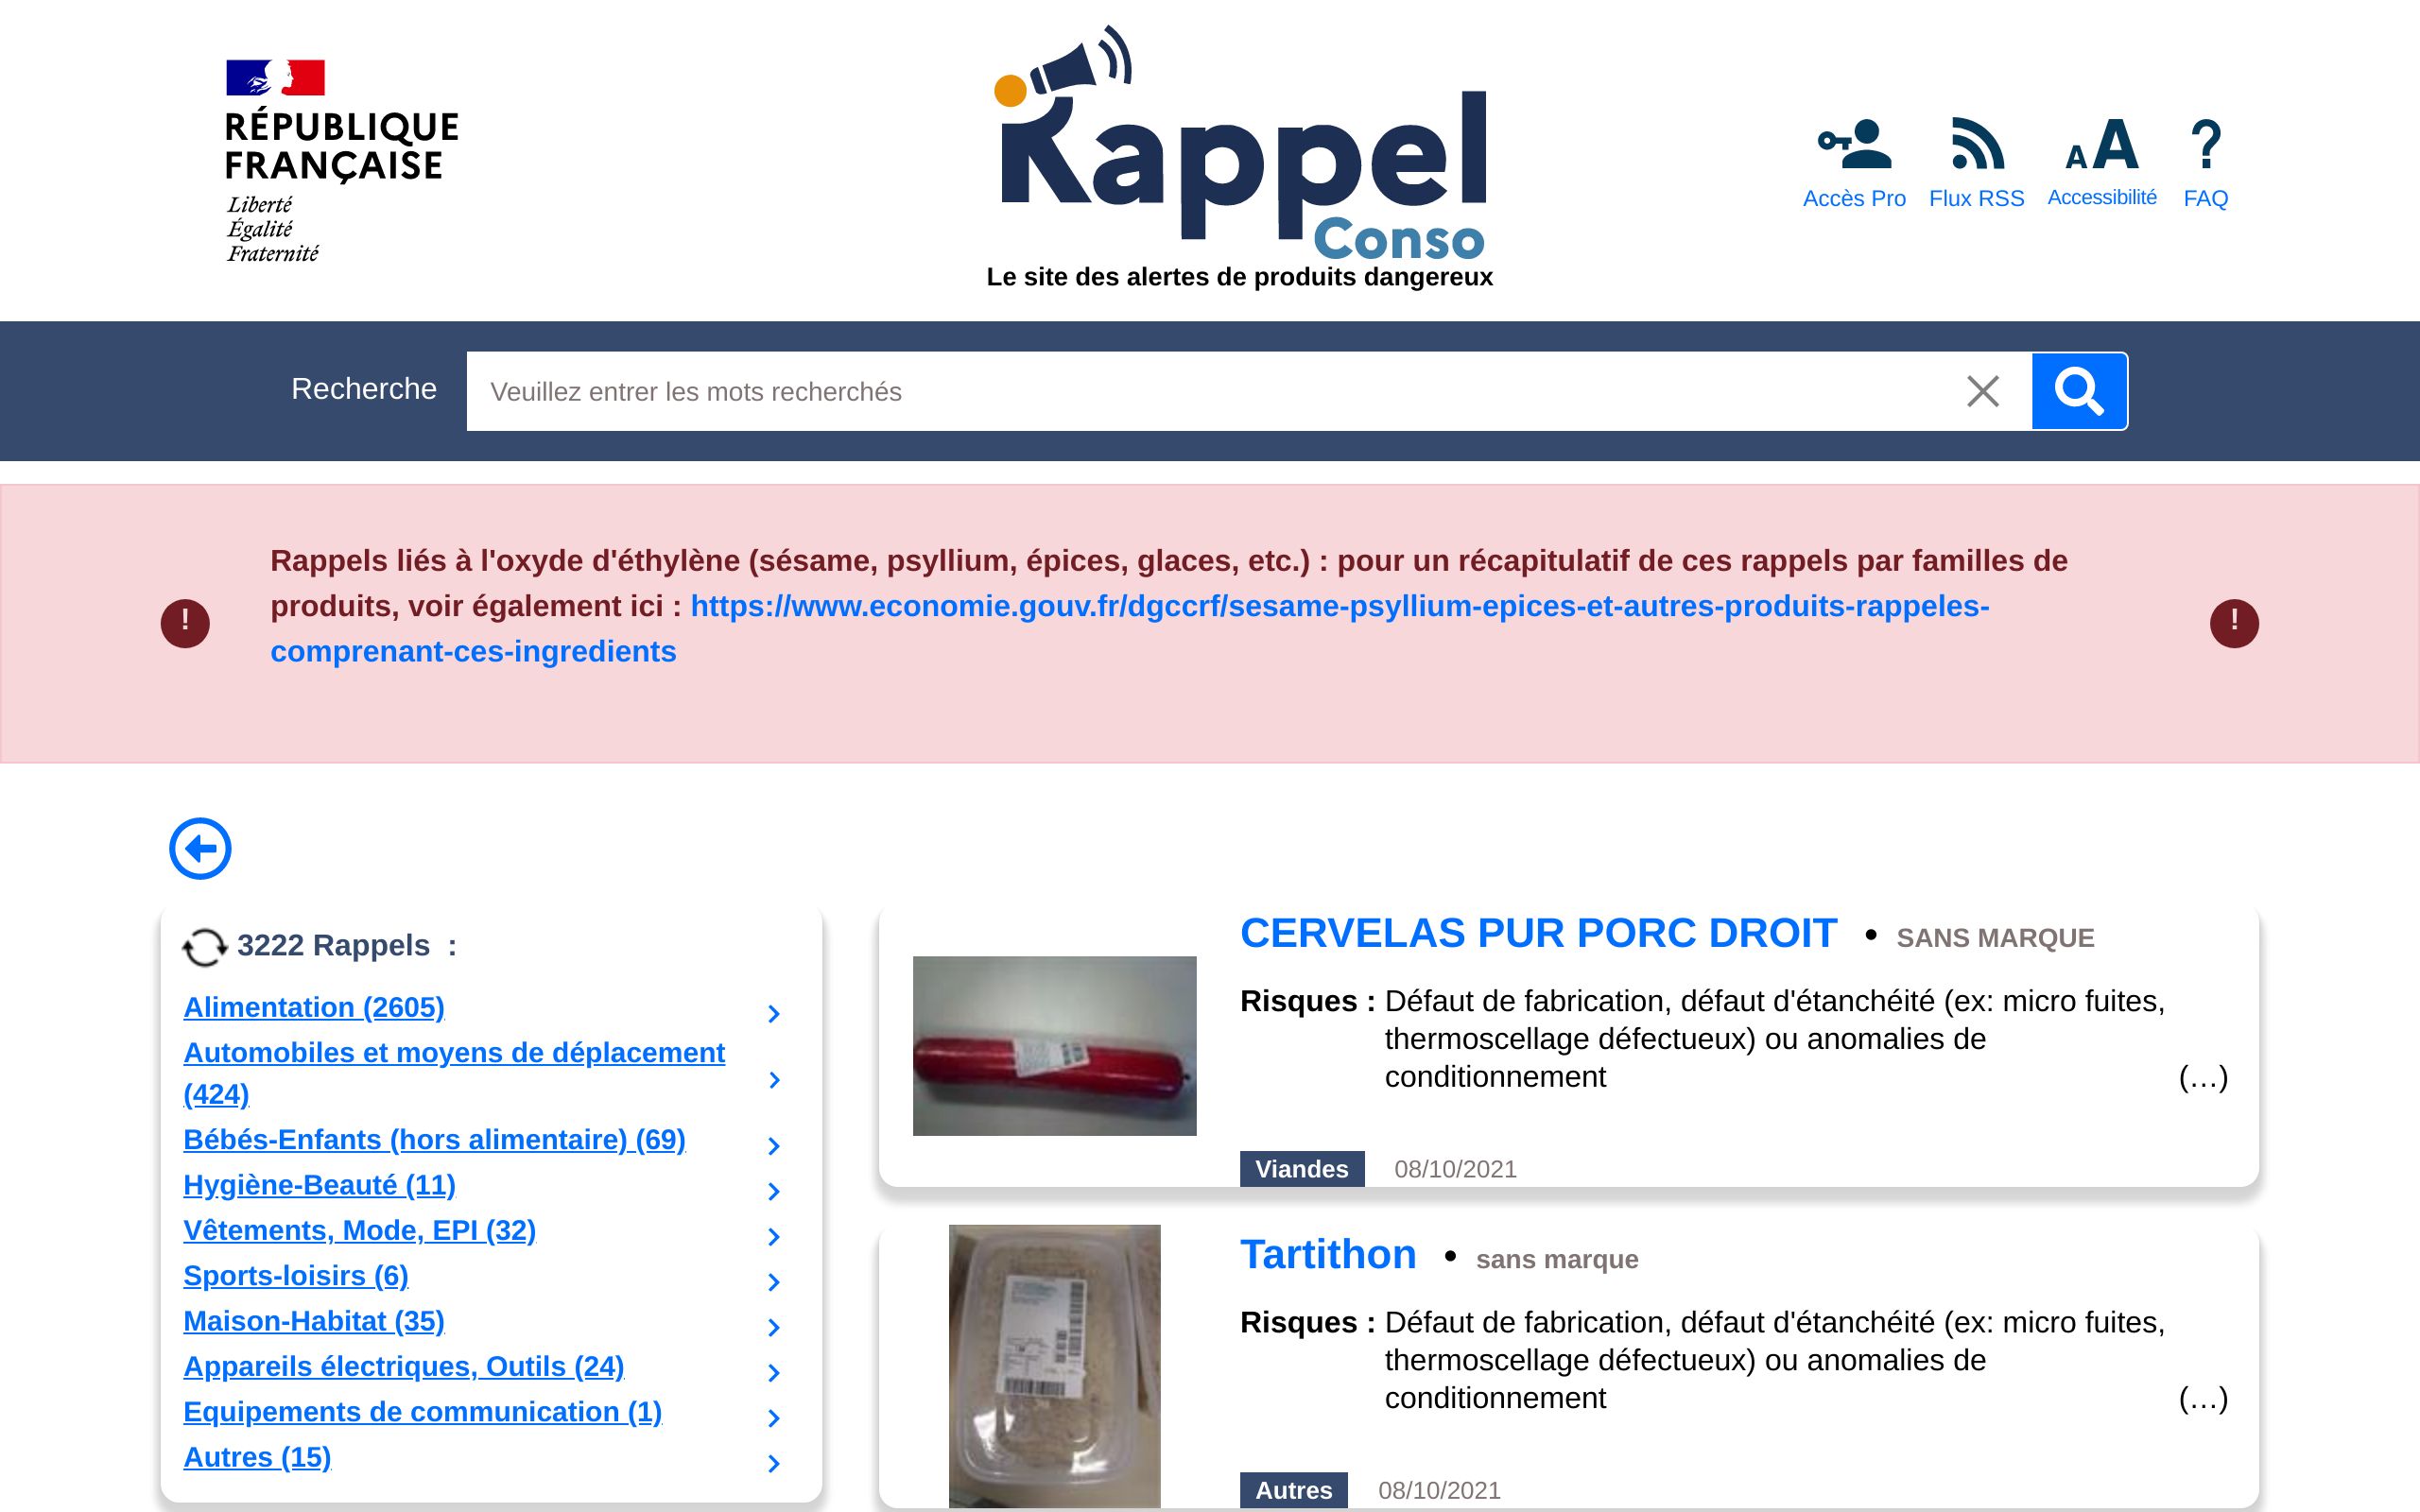 RÉPUBLIQUE
FRANÇAISE
Liberté
Égalité
Fraternité
Rappel
Conso
Le site des alertes de produits dangereux
Accès Pro
Flux RSS
AA
Accessibilité
?
FAQ
Recherche
Veuillez entrer les mots recherchés
Rappels liés à l'oxyde d'éthylène (sésame, psyllium, épices, glaces, etc.) : pour un récapitulatif de ces rappels par familles de
produits, voir également ici : https://www.economie.gouv.fr/dgccrf/sesame-psyllium-epices-et-autres-produits-rappeles-
comprenant-ces-ingredients
!
!
3222 Rappels :
Alimentation (2605)
Automobiles et moyens de déplacement
(424)
Bébés-Enfants (hors alimentaire) (69)
Hygiène-Beauté (11)
Vêtements, Mode, EPI (32)
Sports-loisirs (6)
Maison-Habitat (35)
Appareils électriques, Outils (24)
Equipements de communication (1)
Autres (15)
CERVELAS PUR PORC DROIT • SANS MARQUE
Risques : Défaut de fabrication, défaut d'étanchéité (ex: micro fuites,
thermoscellage défectueux) ou anomalies de
conditionnement (…)
Viandes 08/10/2021
Tartithon • sans marque
Risques : Défaut de fabrication, défaut d'étanchéité (ex: micro fuites,
thermoscellage défectueux) ou anomalies de
conditionnement (…)
Autres 08/10/2021